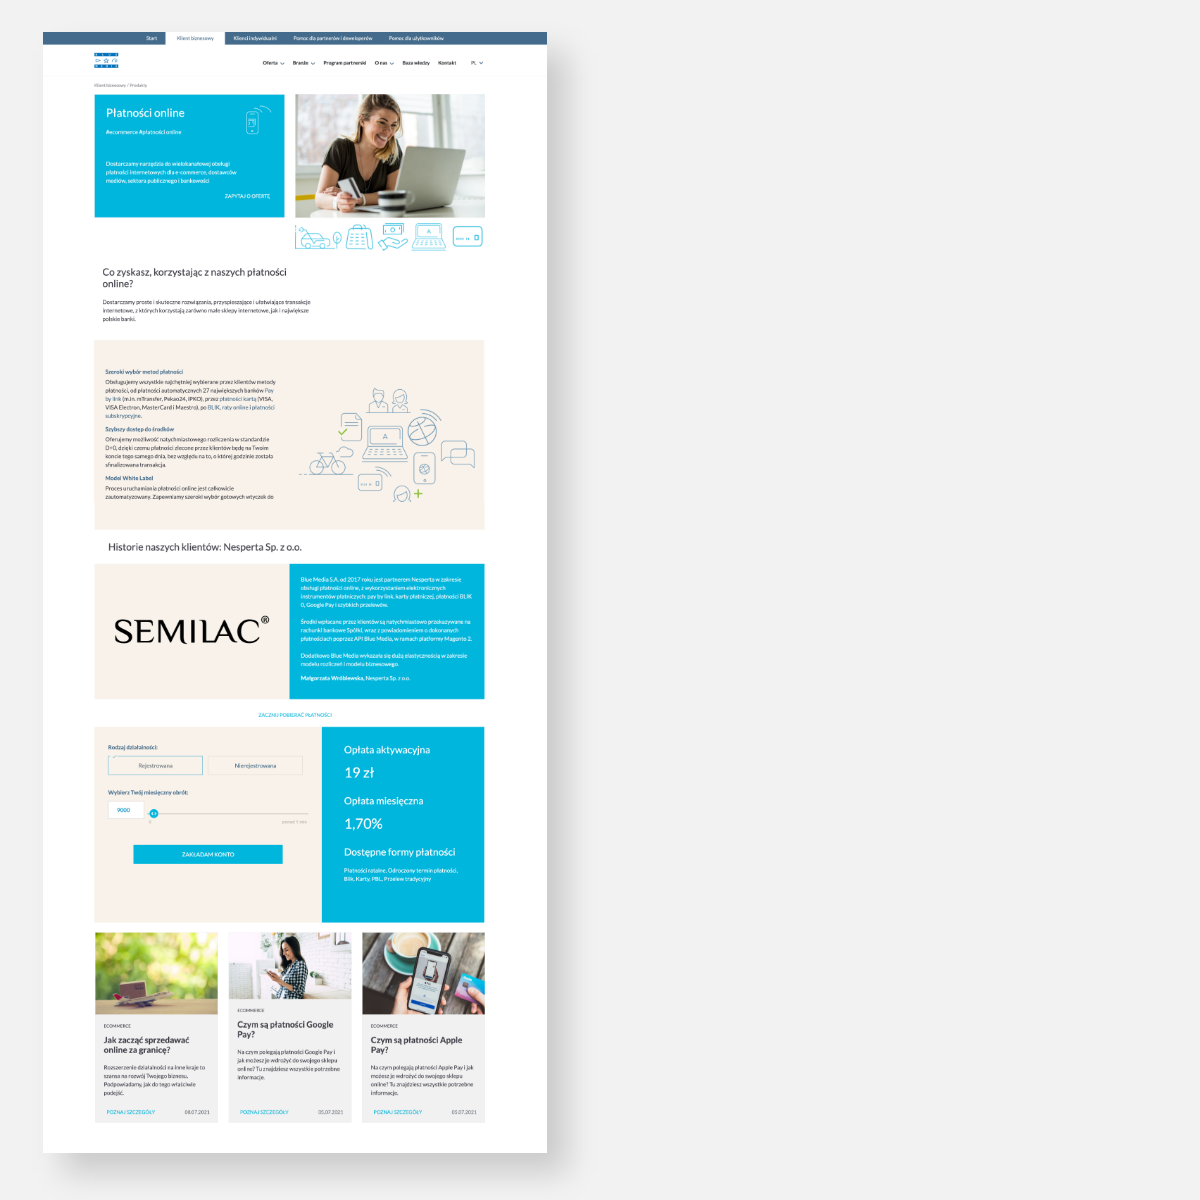 Start Klient biznesowy Klient indywidualny Pomoc dla partnerów i deweloperów Pomoc dla użytkowników
BLUE
MEDIA
Oferta Branże Program partnerski O nas Baza wiedzy Kontakt PL
Klient biznesowy / Produkty
Płatności online
#ecommerce #płatności online
Dostarczamy narzędzia do wielokanałowej obsługi
płatności internetowych dla e-commerce, dostawców
mediów, sektora publicznego i bankowości
ZAPYTAJ O OFERTĘ
Co zyskasz, korzystając z naszych płatności
online?
Dostarczamy proste i skuteczne rozwiązania, przyspieszające i ułatwiające transakcje
internetowe, z których korzystają zarówno małe sklepy internetowe, jak i największe
polskie banki.
Szeroki wybór metod płatności
Obsługujemy wszystkie najchętniej wybierane przez klientów metody
płatności, od płatności automatycznych 27 największych banków Pay
by link (m.in. mTransfer, Pekao24, iPKO), przez płatności kartą (VISA,
VISA Electron, MasterCard i Maestro), po BLIK, raty online i płatności
subskrypcyjne.
Szybszy dostęp do środków
Oferujemy możliwość natychmiastowego rozliczenia w standardzie
D+0, dzięki czemu płatności zlecone przez klientów będą na Twoim
koncie tego samego dnia, bez względu na to, o której godzinie została
sfinalizowana transakcja.
Model White Label
Proces uruchamiania płatności online jest całkowicie
zautomatyzowany. Zapewniamy szeroki wybór gotowych wtyczek do
Historie naszych klientów: Nesperta Sp. z o.o.
SEMILAC®
Blue Media S.A. od 2017 roku jest partnerem Nesperta w zakresie
obsługi płatności online, z wykorzystaniem elektronicznych
instrumentów płatniczych: pay by link, karty płatniczej, płatności BLIK
0, Google Pay i szybkich przelewów.
Środki wpłacane przez klientów są natychmiastowo przekazywane na
rachunki bankowe Spółki, wraz z powiadomieniem o dokonanych
płatnościach poprzez API Blue Media, w ramach platformy Magento 2.
Dodatkowo Blue Media wykazała się dużą elastycznością w zakresie
modelu rozliczeń i modelu biznesowego.
Małgorzata Wróblewska, Nesperta Sp. z o.o.
ZACZNIJ POBIERAĆ PŁATNOŚCI
Rodzaj działalności:
Rejestrowana Nierejestrowana
Wybierz Twój miesięczny obrót:
9000
ZAKŁADAM KONTO
Opłata aktywacyjna
19 zł
Opłata miesięczna
1,70%
Dostępne formy płatności
Płatności ratalne, Odroczony termin płatności,
Blik, Karty, PBL, Przelew tradycyjny
ECOMMERCE
Jak zacząć sprzedawać
online za granicę?
Rozszerzenie działalności na inne kraje to
szansa na rozwój Twojego biznesu.
Podpowiadamy, jak do tego właściwie
podejść.
POZNAJ SZCZEGÓŁY 08.07.2021
ECOMMERCE
Czym są płatności Google
Pay?
Na czym polegają płatności Google Pay i
jak możesz je wdrożyć do swojego sklepu
online? Tu znajdziesz wszystkie potrzebne
informacje.
POZNAJ SZCZEGÓŁY 05.07.2021
ECOMMERCE
Czym są płatności Apple
Pay?
Na czym polegają płatności Apple Pay i jak
możesz je wdrożyć do swojego sklepu
online? Tu znajdziesz wszystkie potrzebne
informacje.
POZNAJ SZCZEGÓŁY 05.07.2021